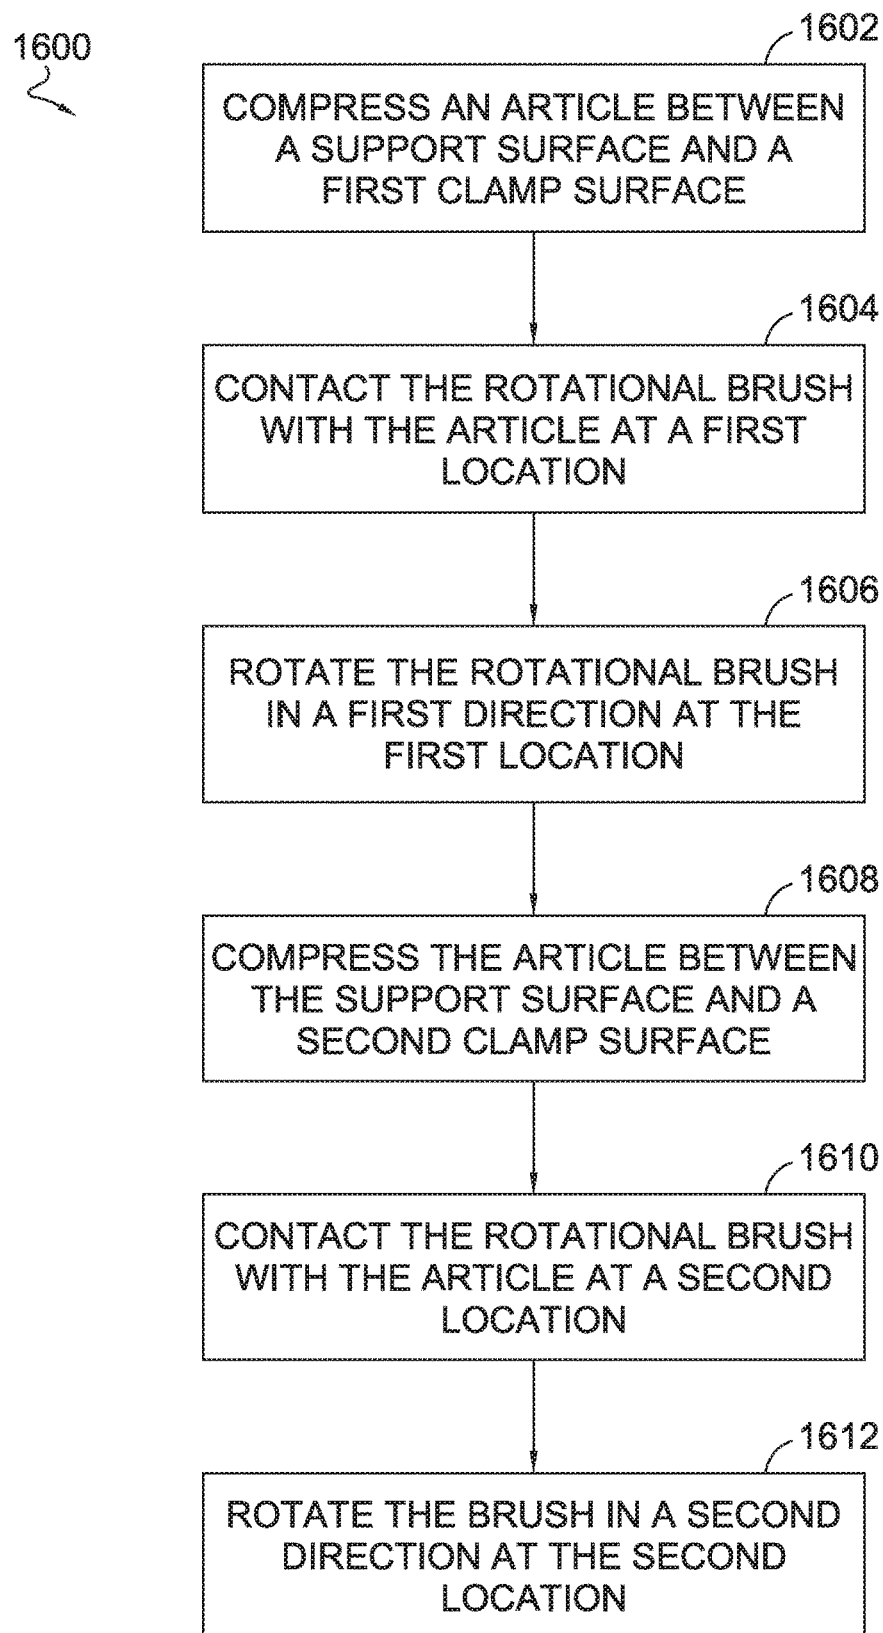 1600
1602
COMPRESS AN ARTICLE BETWEEN
A SUPPORT SURFACE AND A
FIRST CLAMP SURFACE
1604
CONTACT THE ROTATIONAL BRUSH
WITH THE ARTICLE AT A FIRST
LOCATION
1606
ROTATE THE ROTATIONAL BRUSH
IN A FIRST DIRECTION AT THE
FIRST LOCATION
1608
COMPRESS THE ARTICLE BETWEEN
THE SUPPORT SURFACE AND A
SECOND CLAMP SURFACE
1610
CONTACT THE ROTATIONAL BRUSH
WITH THE ARTICLE AT A SECOND
LOCATION
1612
ROTATE THE BRUSH IN A SECOND
DIRECTION AT THE SECOND
LOCATION